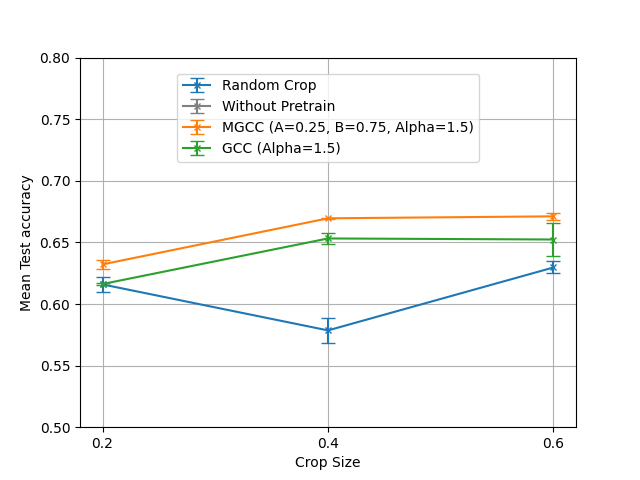 0.80
0.75
0.70
0.65
0.60
0.55
0.50
Mean Test accuracy
Random Crop
Without Pretrain
MGCC (A=0.25, B=0.75, Alpha=1.5)
GCC (Alpha=1.5)
0.2
0.4
0.6
Crop Size